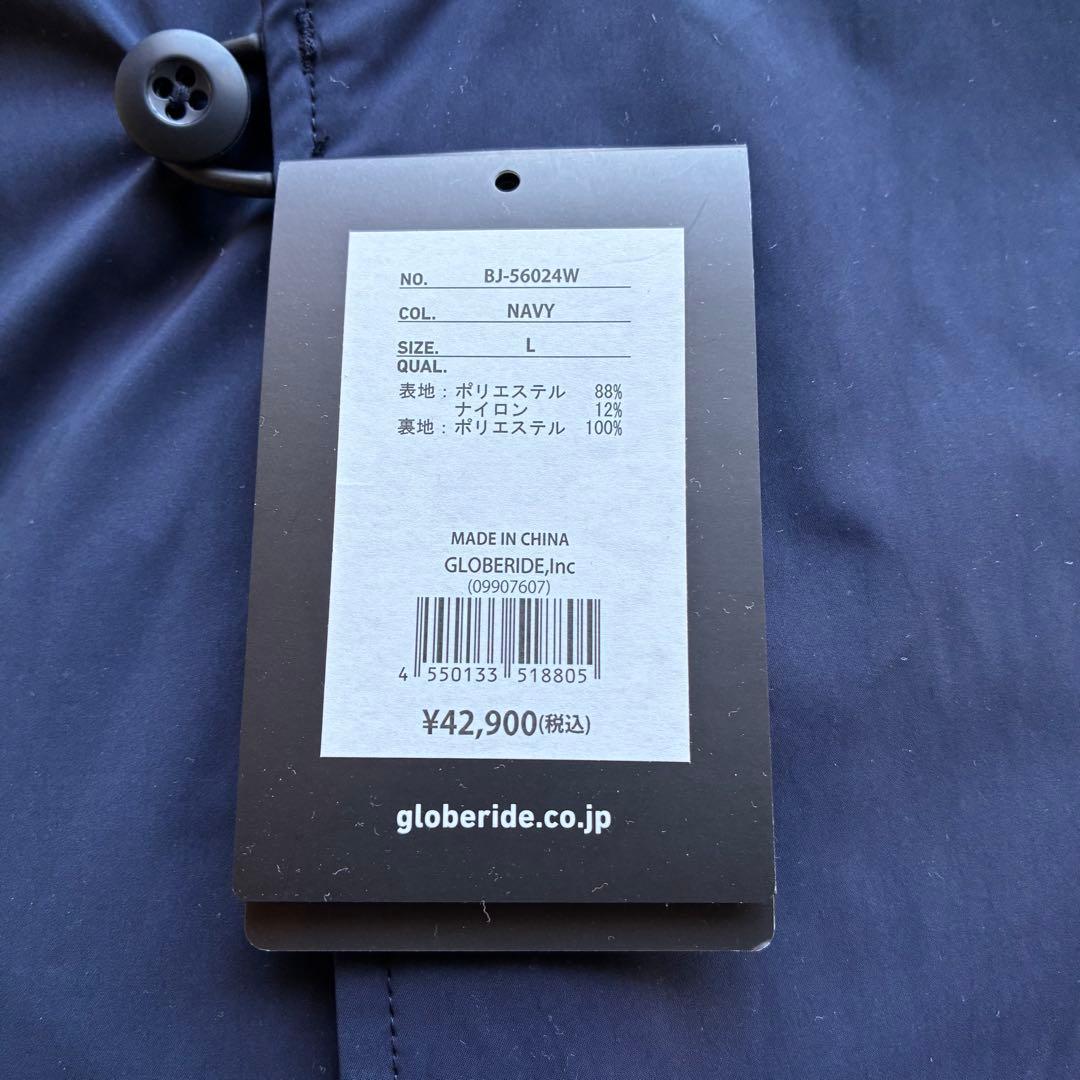 NO. BJ-56024W
COL. NAVY
SIZE. L
QUAL.
表地：ポリエステル 88%
ナイロン 12%
裏地：ポリエステル 100%
MADE IN CHINA
GLOBERIDE,Inc
(09907607)
4 550133 518805
¥42,900(税込)
globeride.co.jp